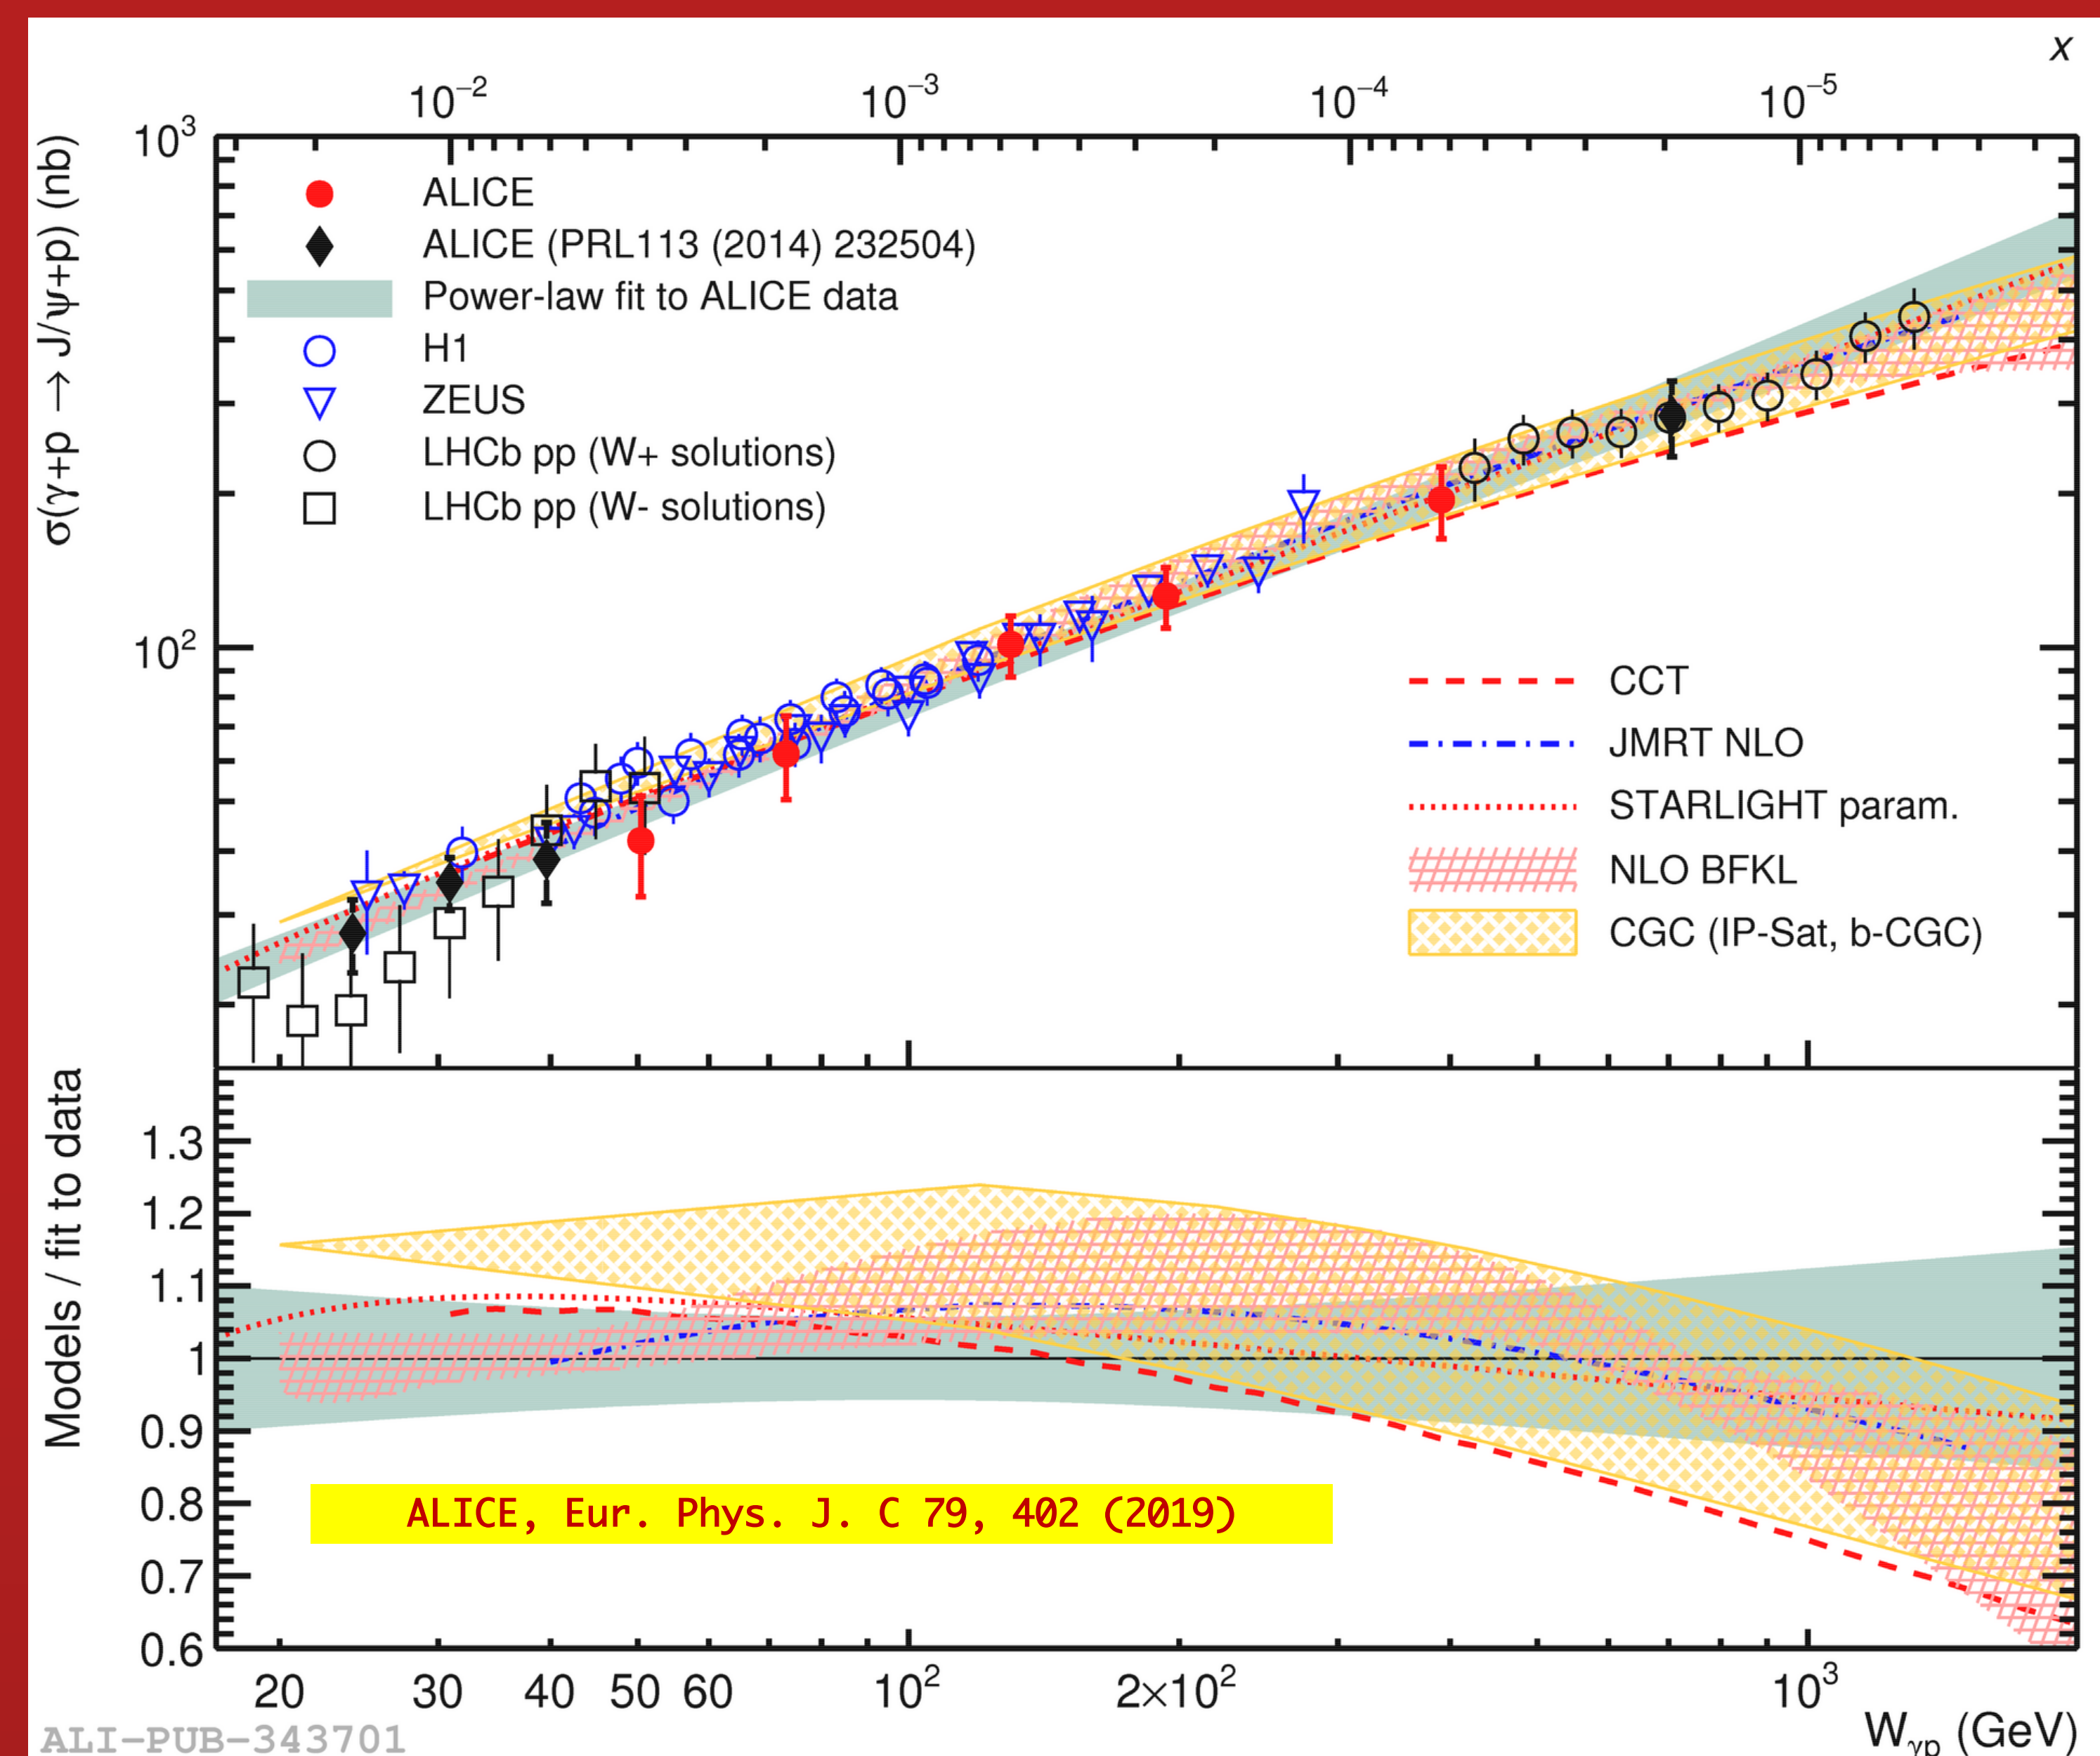 x
10⁻² 10⁻³ 10⁻⁴ 10⁻⁵
σ(γ+p → J/ψ+p) (nb)
10³
10²
ALICE
ALICE (PRL113 (2014) 232504)
Power-law fit to ALICE data
H1
ZEUS
LHCb pp (W+ solutions)
LHCb pp (W- solutions)
CCT
JMRT NLO
STARLIGHT param.
NLO BFKL
CGC (IP-Sat, b-CGC)
Models / fit to data
1.3
1.2
1.1
1
0.9
0.8
0.7
0.6
ALICE, Eur. Phys. J. C 79, 402 (2019)
20 30 40 50 60 10² 2×10² 10³
W_γp (GeV)
ALI-PUB-343701